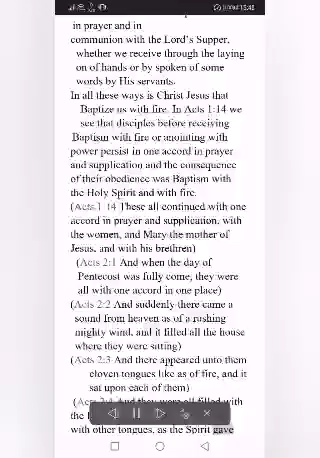 in prayer and in
communion with the Lord's Supper,
whether we receive through the laying
on of hands or by spoken of some
words by His servants.
In all these ways is Christ Jesus that
Baptize us with fire. In Acts 1:14 we
see that disciples before receiving
Baptism with fire or anointing with
power persist in one accord in prayer
and supplication and the consequence
of their obedience was Baptism with
the Holy Spirit and with fire.
(Acts 1:14 These all continued with one
accord in prayer and supplication, with
the women, and Mary the mother of
Jesus, and with his brethren)
(Acts 2:1 And when the day of
Pentecost was fully come, they were
all with one accord in one place)
(Acts 2:2 And suddenly there came a
sound from heaven as of a rushing
mighty wind, and it filled all the house
where they were sitting)
(Acts 2:3 And there appeared unto them
cloven tongues like as of fire, and it
sat upon each of them)
with
with other tongues, as the Spirit gave